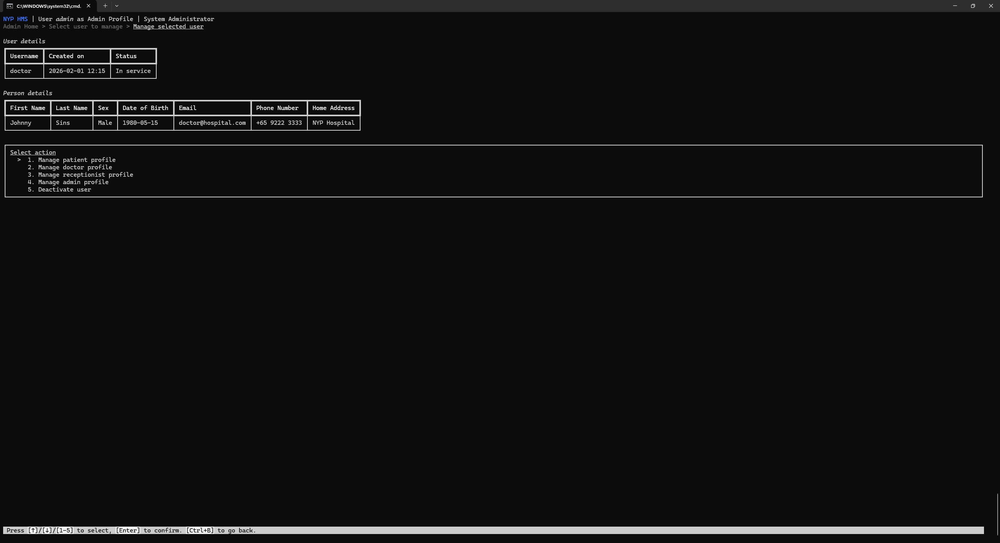 C:\WINDOWS\system32\cmd.
NYP HMS | User admin as Admin Profile | System Administrator
Admin Home > Select user to manage > Manage selected user
User details
Username Created on Status
doctor 2026-02-01 12:15 In service
Person details
First Name Last Name Sex Date of Birth Email Phone Number Home Address
Johnny Sins Male 1980-05-15 doctor@hospital.com +65 9222 3333 NYP Hospital
Select action
> 1. Manage patient profile
2. Manage doctor profile
3. Manage receptionist profile
4. Manage admin profile
5. Deactivate user
Press [↑]/[↓]/[1-5] to select, [Enter] to confirm. [Ctrl+B] to go back.